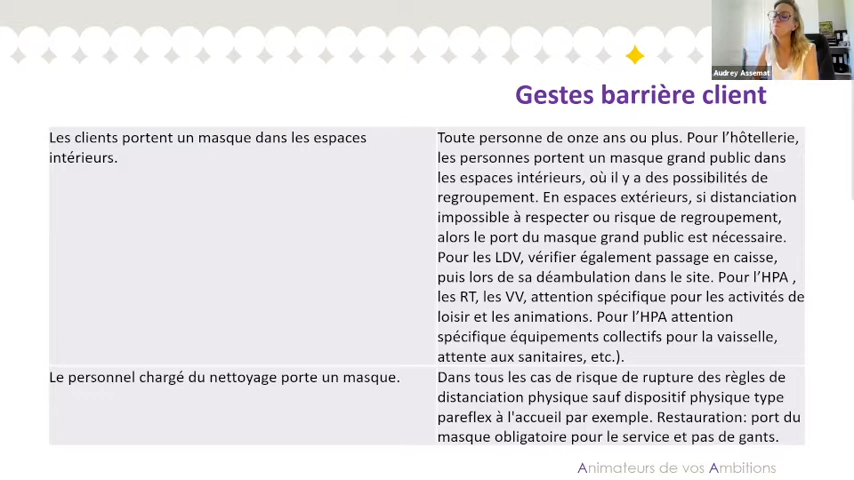 Audrey Assemat
Gestes barrière client
Les clients portent un masque dans les espaces
intérieurs.
Toute personne de onze ans ou plus. Pour l’hôtellerie,
les personnes portent un masque grand public dans
les espaces intérieurs, où il y a des possibilités de
regroupement. En espaces extérieurs, si distanciation
impossible à respecter ou risque de regroupement,
alors le port du masque grand public est nécessaire.
Pour les LDV, vérifier également passage en caisse,
puis lors de sa déambulation dans le site. Pour l’HPA ,
les RT, les VV, attention spécifique pour les activités de
loisir et les animations. Pour l’HPA attention
spécifique équipements collectifs pour la vaisselle,
attente aux sanitaires, etc.).
Le personnel chargé du nettoyage porte un masque.
Dans tous les cas de risque de rupture des règles de
distanciation physique sauf dispositif physique type
pareflex à l'accueil par exemple. Restauration: port du
masque obligatoire pour le service et pas de gants.
Animateurs de vos Ambitions